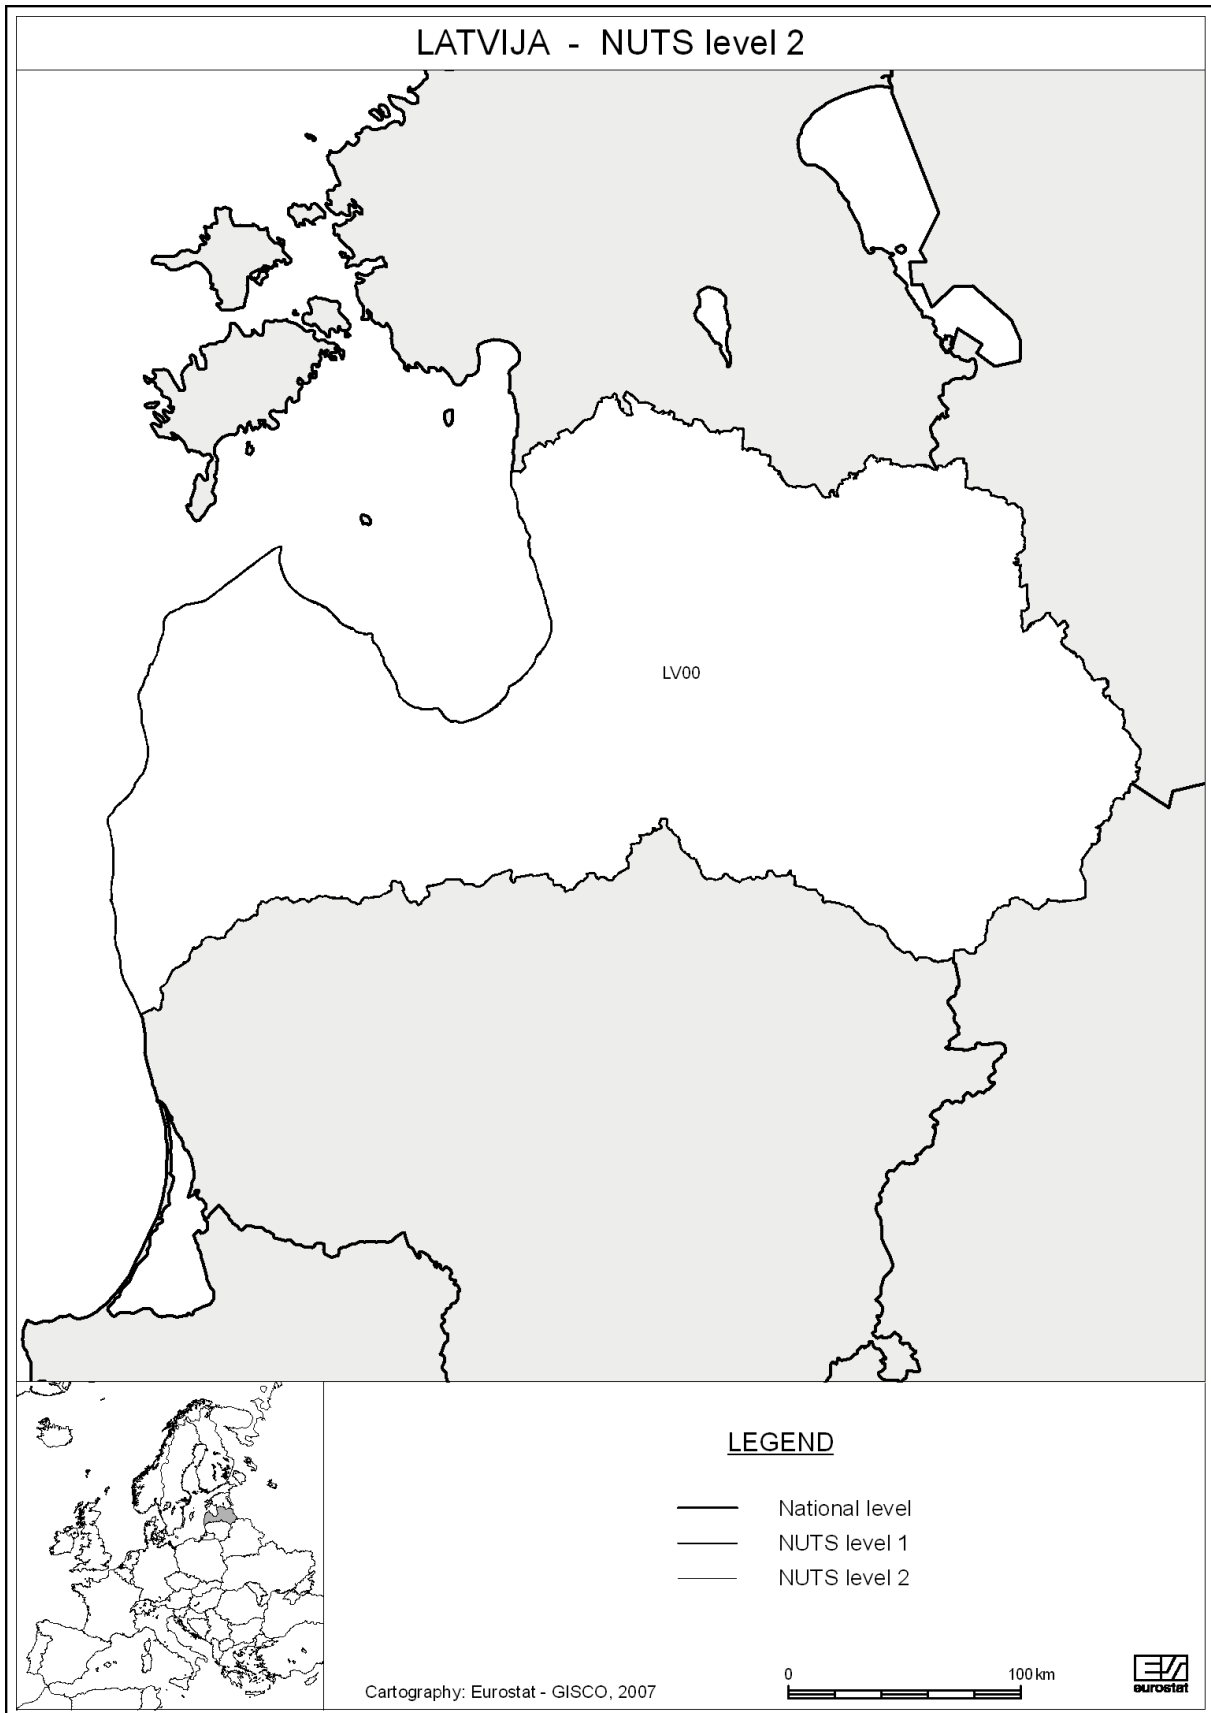 LATVIJA - NUTS level 2
LV00
LEGEND
National level
NUTS level 1
NUTS level 2
0 100 km
Cartography: Eurostat - GISCO, 2007
eurostat